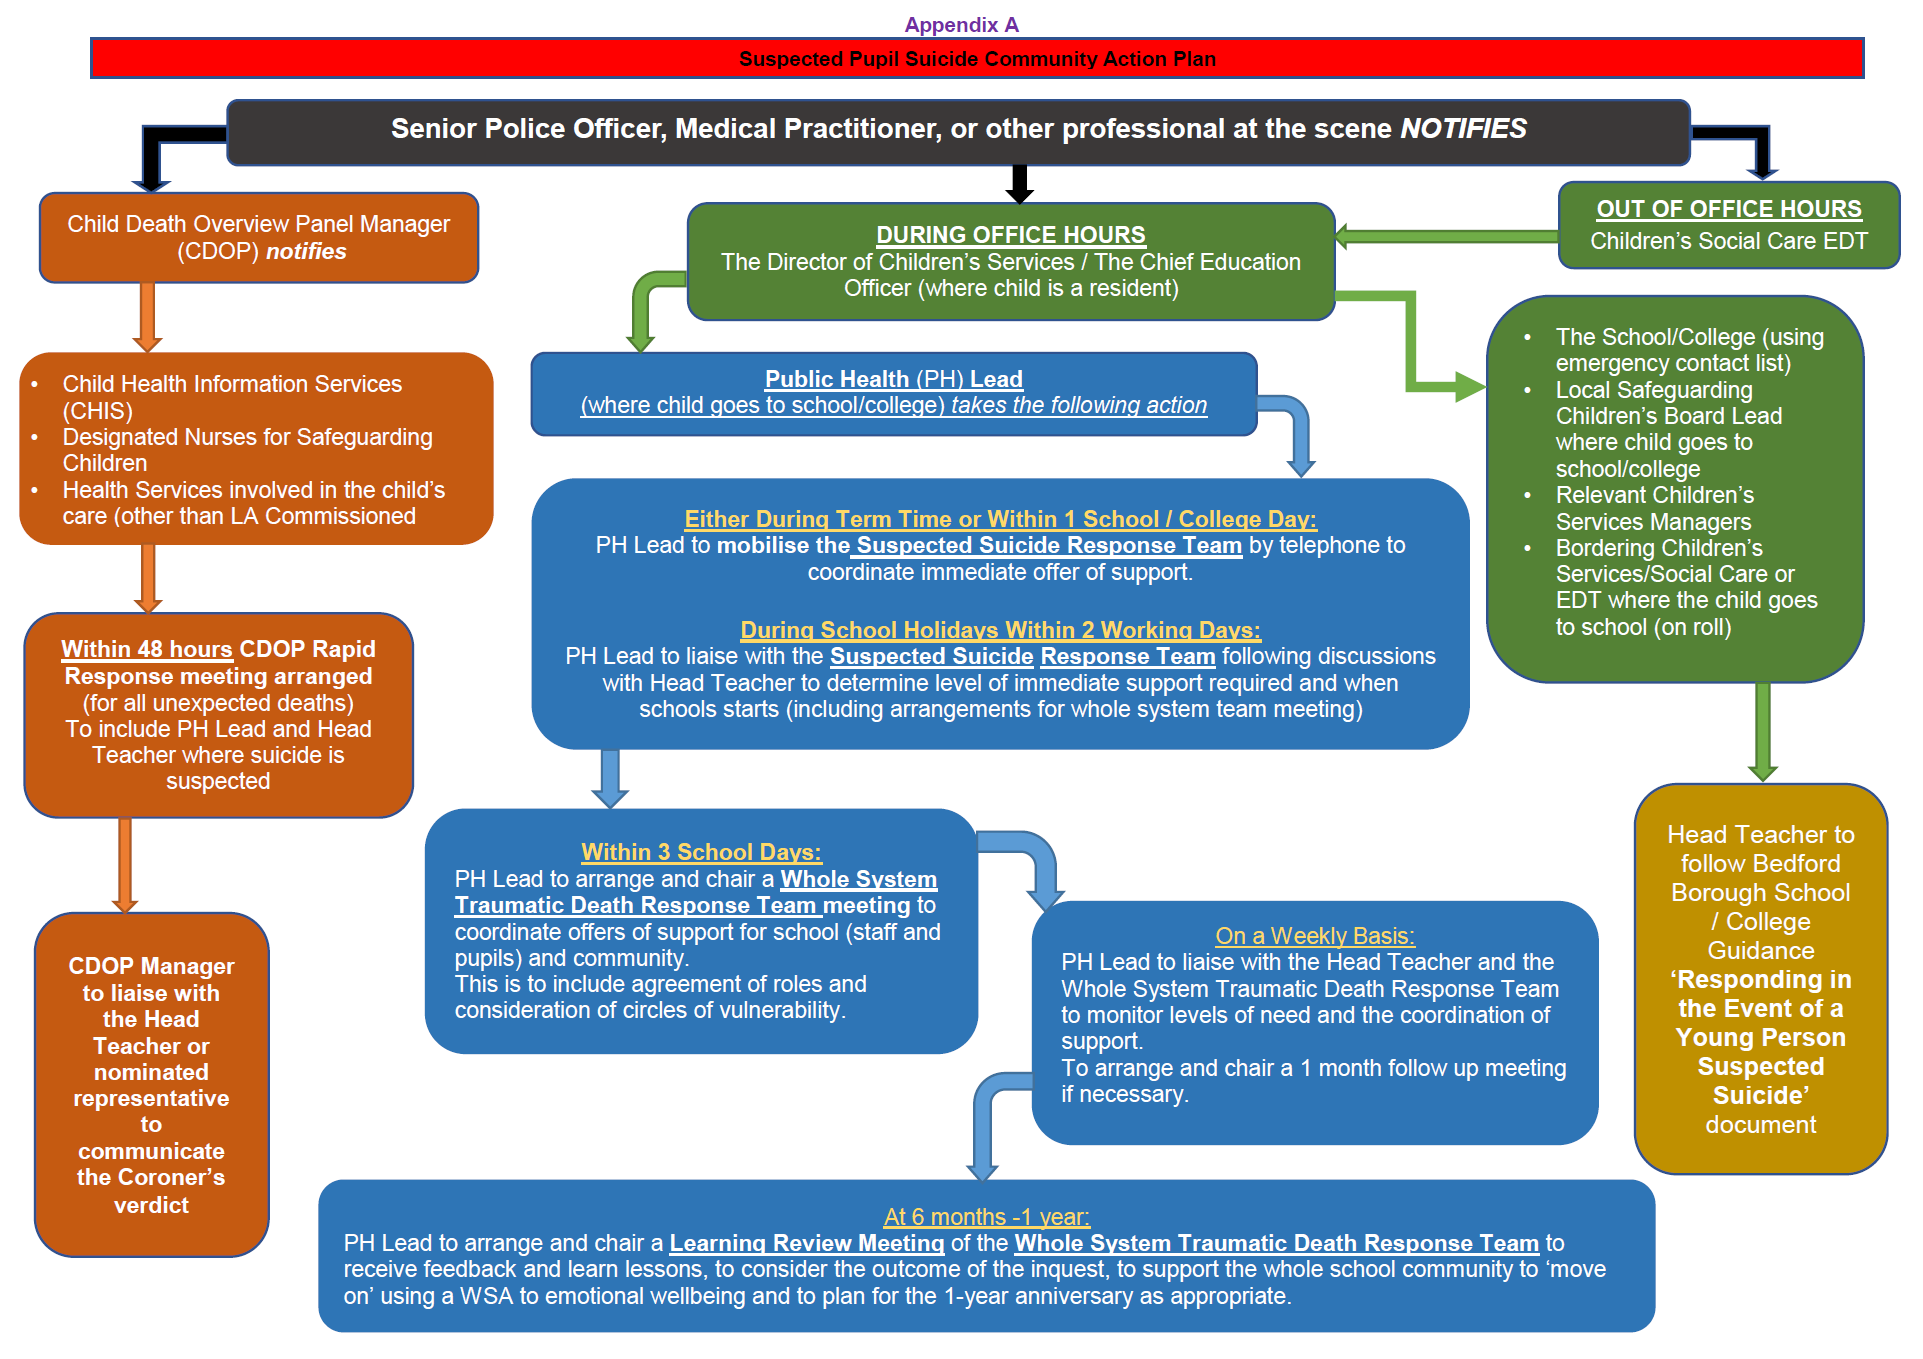 Appendix A
Suspected Pupil Suicide Community Action Plan
Senior Police Officer, Medical Practitioner, or other professional at the scene NOTIFIES
Child Death Overview Panel Manager
(CDOP) notifies
DURING OFFICE HOURS
The Director of Children’s Services / The Chief Education
Officer (where child is a resident)
OUT OF OFFICE HOURS
Children’s Social Care EDT
• Child Health Information Services
(CHIS)
• Designated Nurses for Safeguarding
Children
• Health Services involved in the child’s
care (other than LA Commissioned
Public Health (PH) Lead
(where child goes to school/college) takes the following action
• The School/College (using
emergency contact list)
• Local Safeguarding
Children’s Board Lead
where child goes to
school/college
• Relevant Children’s
Services Managers
• Bordering Children’s
Services/Social Care or
EDT where the child goes
to school (on roll)
Either During Term Time or Within 1 School / College Day:
PH Lead to mobilise the Suspected Suicide Response Team by telephone to
coordinate immediate offer of support.
During School Holidays Within 2 Working Days:
PH Lead to liaise with the Suspected Suicide Response Team following discussions
with Head Teacher to determine level of immediate support required and when
schools starts (including arrangements for whole system team meeting)
Within 48 hours CDOP Rapid
Response meeting arranged
(for all unexpected deaths)
To include PH Lead and Head
Teacher where suicide is
suspected
Within 3 School Days:
PH Lead to arrange and chair a Whole System
Traumatic Death Response Team meeting to
coordinate offers of support for school (staff and
pupils) and community.
This is to include agreement of roles and
consideration of circles of vulnerability.
On a Weekly Basis:
PH Lead to liaise with the Head Teacher and the
Whole System Traumatic Death Response Team
to monitor levels of need and the coordination of
support.
To arrange and chair a 1 month follow up meeting
if necessary.
Head Teacher to
follow Bedford
Borough School
/ College
Guidance
‘Responding in
the Event of a
Young Person
Suspected
Suicide’
document
CDOP Manager
to liaise with
the Head
Teacher or
nominated
representative
to
communicate
the Coroner’s
verdict
At 6 months -1 year:
PH Lead to arrange and chair a Learning Review Meeting of the Whole System Traumatic Death Response Team to
receive feedback and learn lessons, to consider the outcome of the inquest, to support the whole school community to ‘move
on’ using a WSA to emotional wellbeing and to plan for the 1-year anniversary as appropriate.